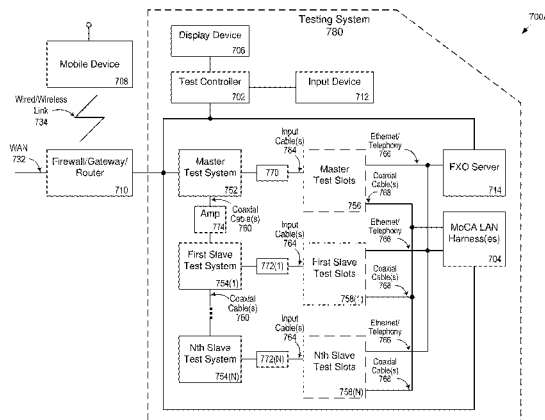 Testing System
780
700A
Display Device
706
Mobile Device
708
Test Controller
702
Input Device
712
Wired/Wireless
Link
734
WAN
732
Firewall/Gateway/
Router
710
Master
Test System
752
770
Input
Cable(s)
764
Master
Test Slots
756
Ethernet/
Telephony
766
Coaxial
Cable(s)
768
FXO Server
714
Amp
774
Coaxial
Cable(s)
760
MoCA LAN
Harness(es)
704
First Slave
Test System
754(1)
772(1)
Input
Cable(s)
764
First Slave
Test Slots
758(1)
Ethernet/
Telephony
766
Coaxial
Cable(s)
768
Coaxial
Cable(s)
760
Nth Slave
Test System
754(N)
772(N)
Input
Cable(s)
764
Nth Slave
Test Slots
758(N)
Ethernet/
Telephony
766
Coaxial
Cable(s)
768